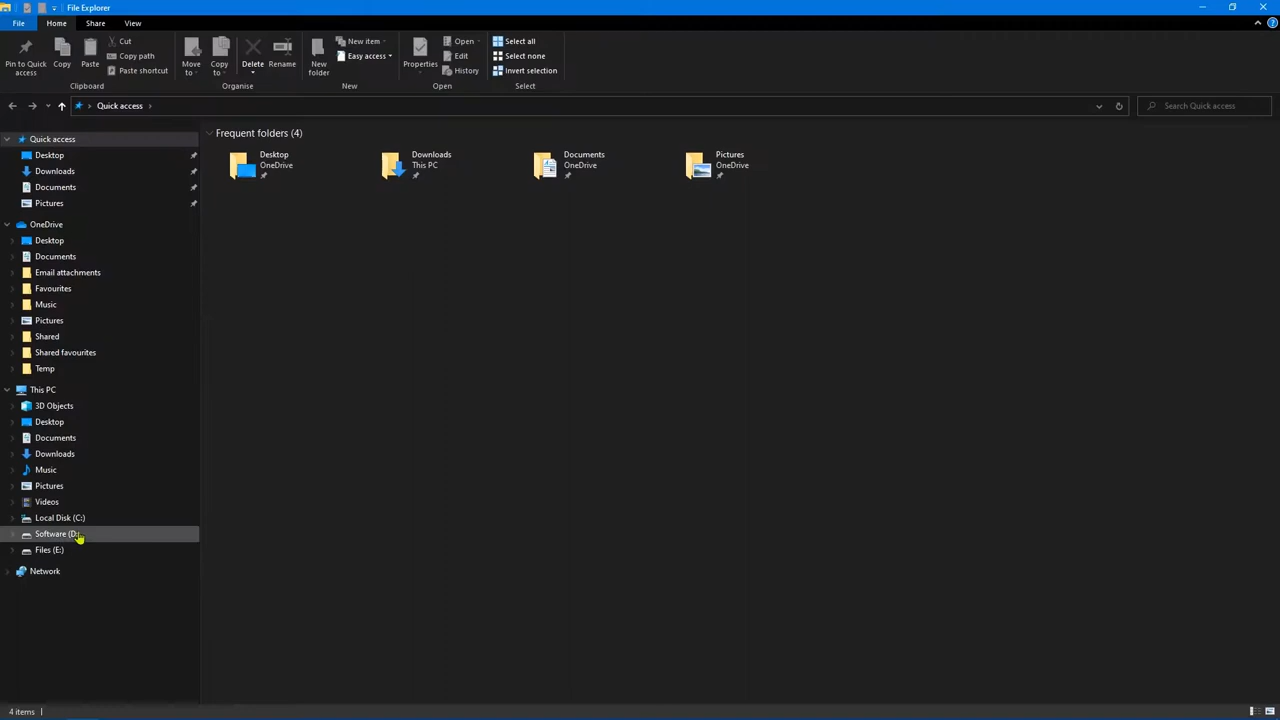 File Explorer
File Home Share View
Pin to Quick access
Copy
Paste
Cut
Copy path
Paste shortcut
Clipboard
Move to
Copy to
Delete
Rename
Organise
New folder
New item
Easy access
New
Properties
Open
Edit
History
Open
Select all
Select none
Invert selection
Select
Quick access
Search Quick access
Quick access
Desktop
Downloads
Documents
Pictures
OneDrive
Desktop
Documents
Email attachments
Favourites
Music
Pictures
Shared
Shared favourites
Temp
This PC
3D Objects
Desktop
Documents
Downloads
Music
Pictures
Videos
Local Disk (C:)
Software (D:
Files (E:)
Network
Frequent folders (4)
Desktop
OneDrive
Downloads
This PC
Documents
OneDrive
Pictures
OneDrive
4 items